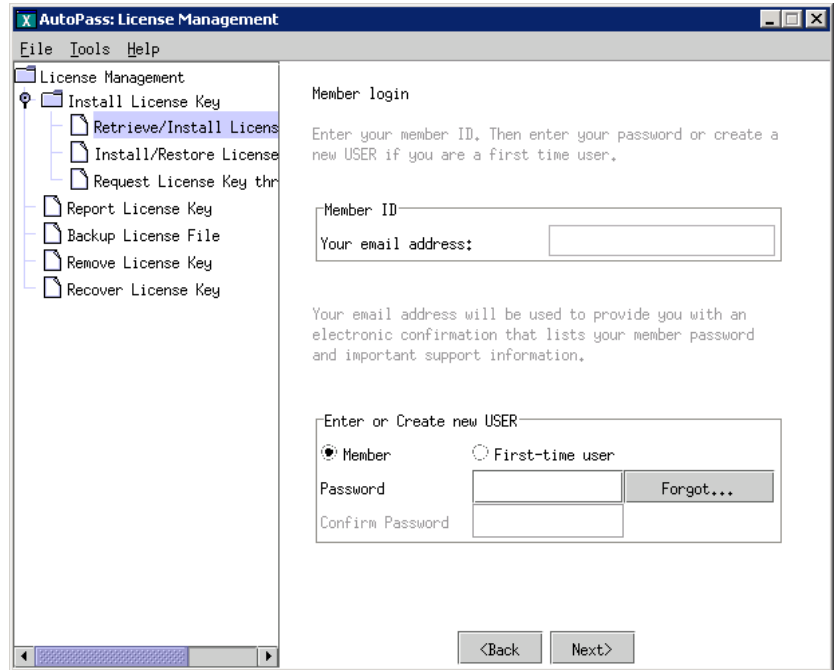 AutoPass: License Management
File Tools Help
License Management
Install License Key
Retrieve/Install Licens
Install/Restore License
Request License Key thr
Report License Key
Backup License File
Remove License Key
Recover License Key
Member login
Enter your member ID. Then enter your password or create a
new USER if you are a first time user.
Member ID
Your email address:
Your email address will be used to provide you with an
electronic confirmation that lists your member password
and important support information.
Enter or Create new USER
Member First-time user
Password Forgot...
Confirm Password
<Back Next>